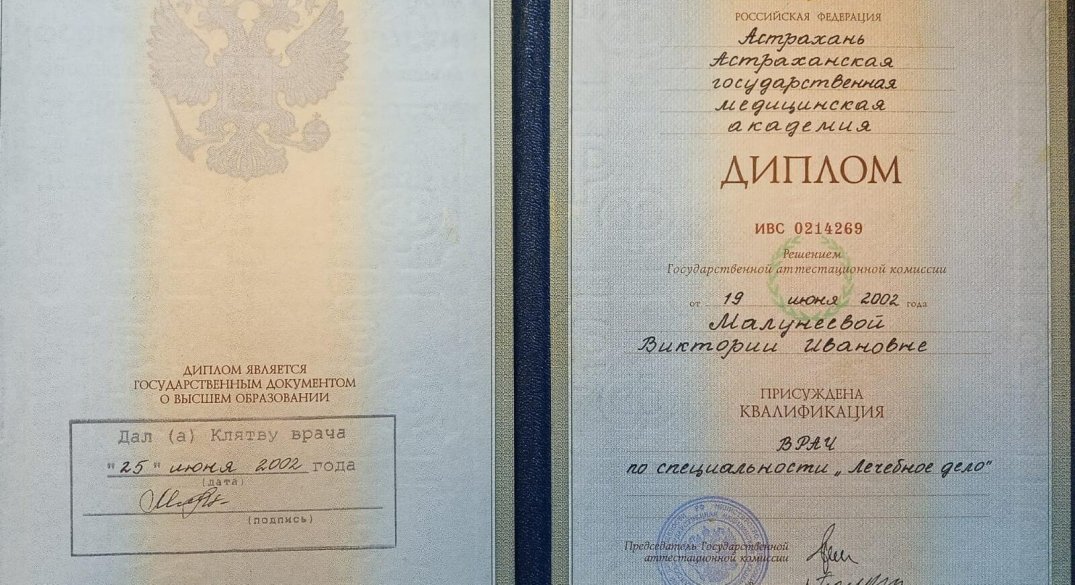 ДИПЛОМ ЯВЛЯЕТСЯ
ГОСУДАРСТВЕННЫМ ДОКУМЕНТОМ
О ВЫСШЕМ ОБРАЗОВАНИИ
Дал (а) Клятву врача
"25" июня 2002 года
(дата)
(подпись)
РОССИЙСКАЯ ФЕДЕРАЦИЯ
Астрахань
Астраханская
государственная
медицинская
академия
ДИПЛОМ
ИВС 0214269
Решением
Государственной аттестационной комиссии
от 19 июня 2002 года
Малунеевой
Виктории Ивановне
ПРИСУЖДЕНА
КВАЛИФИКАЦИЯ
ВРАЧ
по специальности „Лечебное дело"
Председатель Государственной
аттестационной комиссии